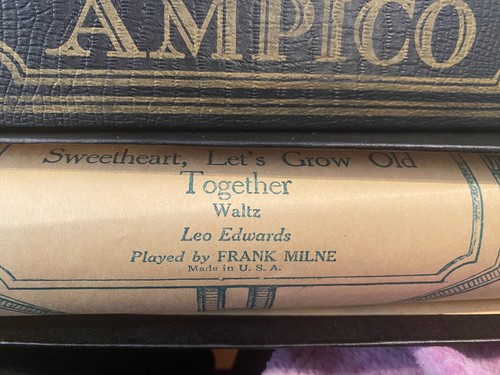 AMPICO
Sweetheart, Let's Grow Old
Together
Waltz
Leo Edwards
Played by FRANK MILNE
Made in U. S. A.